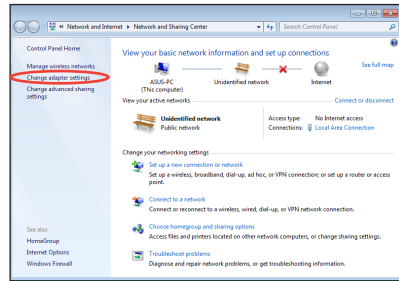 « Network and Internet ▸ Network and Sharing Center
Search Control Panel
Control Panel Home
Manage wireless networks
Change adapter settings
Change advanced sharing
settings
View your basic network information and set up connections
See full map
ASUS-PC
(This computer)
Unidentified network
Internet
View your active networks
Connect or disconnect
Unidentified network
Public network
Access type: No Internet access
Connections: Local Area Connection
Change your networking settings
Set up a new connection or network
Set up a wireless, broadband, dial-up, ad hoc, or VPN connection; or set up a router or access
point.
Connect to a network
Connect or reconnect to a wireless, wired, dial-up, or VPN network connection.
Choose homegroup and sharing options
Access files and printers located on other network computers, or change sharing settings.
Troubleshoot problems
Diagnose and repair network problems, or get troubleshooting information.
See also
HomeGroup
Internet Options
Windows Firewall